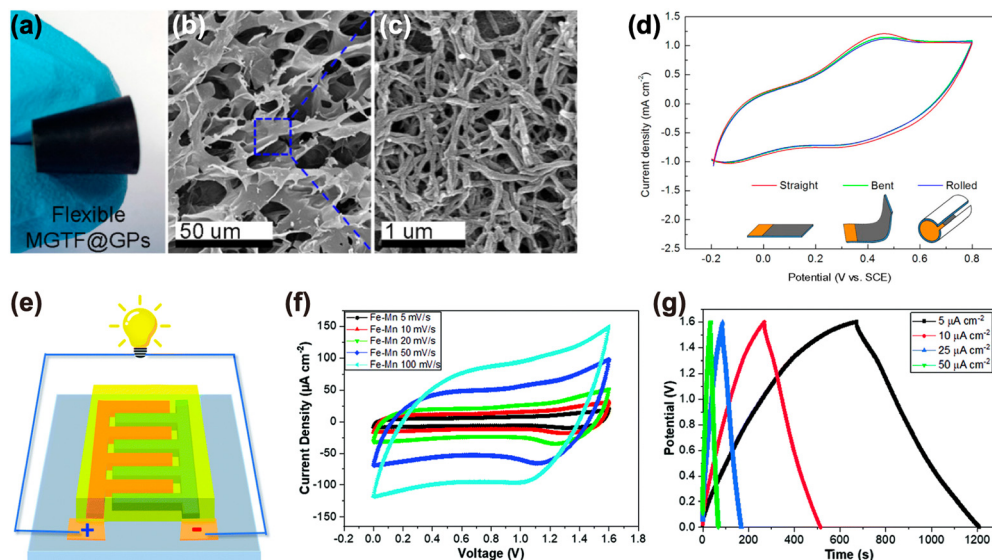 (a)
Flexible
MGTF@GPs
(b)
50 um
(c)
1 um
(d)
Current density (mA cm⁻²)
1.5
1.0
0.5
0.0
-0.5
-1.0
-1.5
-2.0
-2.5
Straight
Bent
Rolled
-0.2
0.0
0.2
0.4
0.6
0.8
Potential (V vs. SCE)
(e)
+
-
(f)
Current Density (µA cm⁻²)
150
100
50
0
-50
-100
Fe-Mn 5 mV/s
Fe-Mn 10 mV/s
Fe-Mn 20 mV/s
Fe-Mn 50 mV/s
Fe-Mn 100 mV/s
0.0
0.2
0.4
0.6
0.8
1.0
1.2
1.4
1.6
Voltage (V)
(g)
Potential (V)
1.6
1.4
1.2
1.0
0.8
0.6
0.4
0.2
0.0
5 µA cm⁻²
10 µA cm⁻²
25 µA cm⁻²
50 µA cm⁻²
0
200
400
600
800
1000
1200
Time (s)